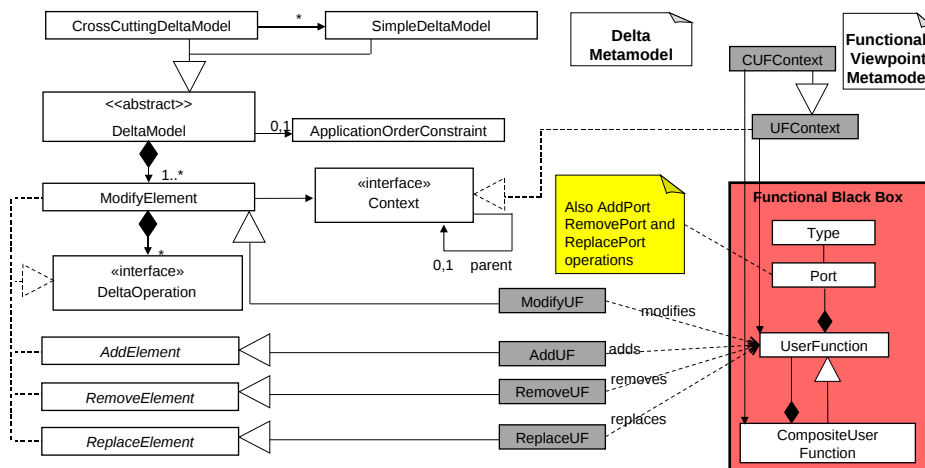 CrossCuttingDeltaModel
*
SimpleDeltaModel
Delta
Metamodel
Functional
Viewpoint
Metamodel
CUFContext
<<abstract>>
DeltaModel
0,1
ApplicationOrderConstraint
UFContext
1..*
ModifyElement
«interface»
Context
0,1 parent
Also AddPort
RemovePort and
ReplacePort
operations
Functional Black Box
Type
Port
*
«interface»
DeltaOperation
ModifyUF
modifies
UserFunction
AddElement
AddUF
adds
RemoveElement
RemoveUF
removes
ReplaceElement
ReplaceUF
replaces
CompositeUser
Function